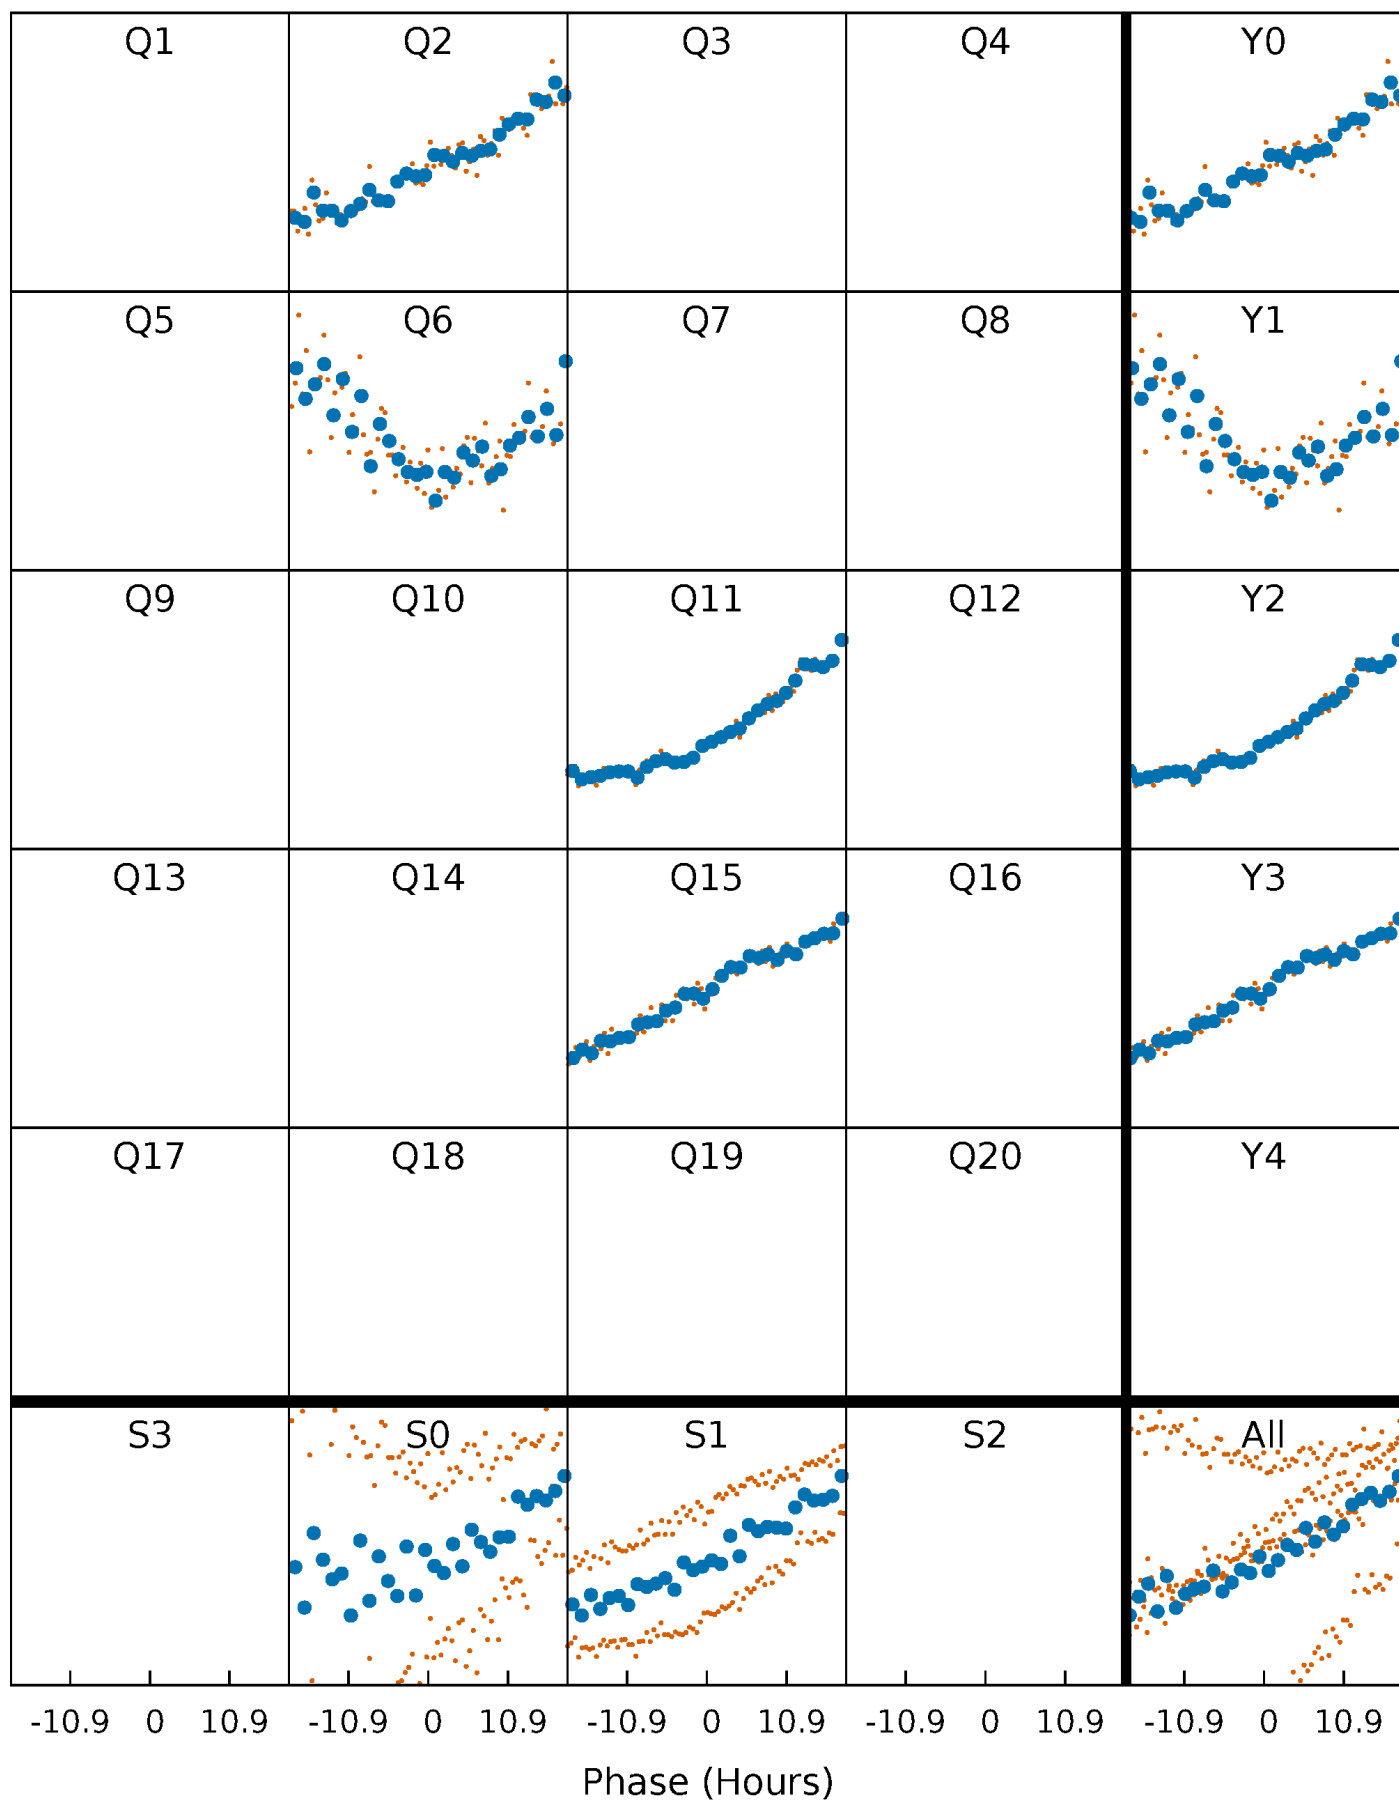 Q1 Q2 Q3 Q4 Y0
Q5 Q6 Q7 Q8 Y1
Q9 Q10 Q11 Q12 Y2
Q13 Q14 Q15 Q16 Y3
Q17 Q18 Q19 Q20 Y4
S3 S0 S1 S2 All
-10.9 0 10.9 -10.9 0 10.9 -10.9 0 10.9 -10.9 0 10.9 -10.9 0 10.9
Phase (Hours)